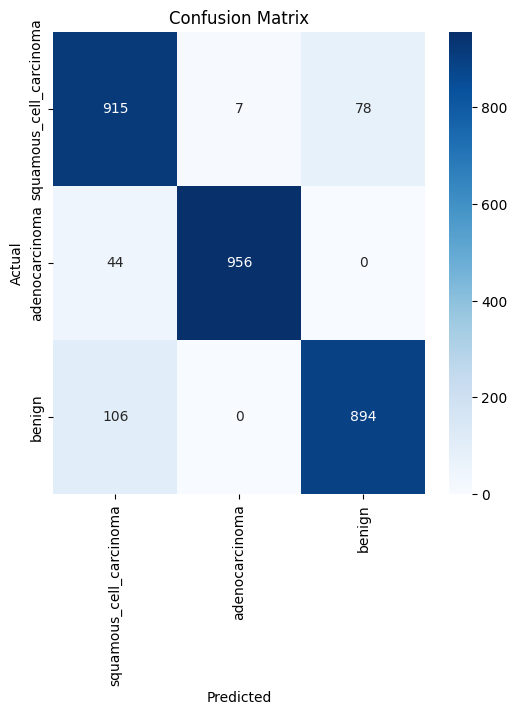 Confusion Matrix
squamous_cell_carcinoma
915
7
78
800
600
Actual
adenocarcinoma
44
956
0
400
benign
106
0
894
200
0
squamous_cell_carcinoma
adenocarcinoma
benign
Predicted